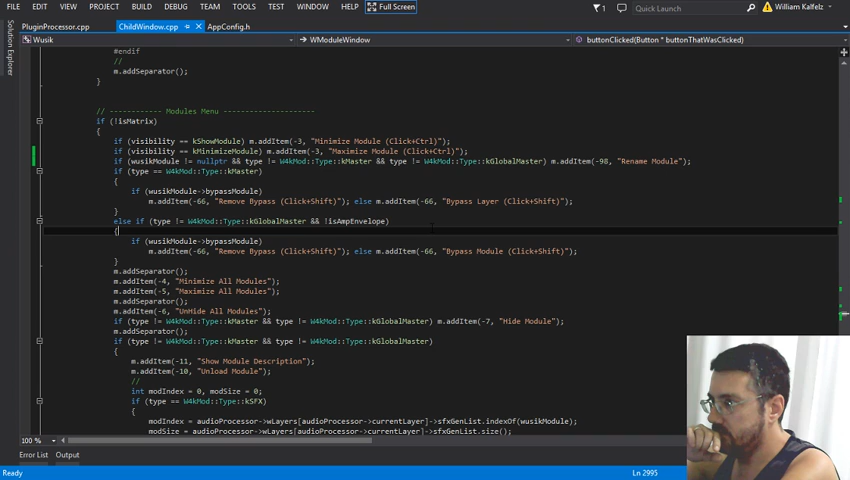 FILE EDIT VIEW PROJECT BUILD DEBUG TEAM TOOLS TEST WINDOW HELP Full Screen 1 Quick Launch William Kalfelz
PluginProcessor.cpp ChildWindow.cpp AppConfig.h
Solution Explorer
Wusik WModuleWindow buttonClicked(Button * buttonThatWasClicked)
#endif
//
m.addSeparator();
}
// ------------ Modules Menu ---------------------
if (!isMatrix)
{
if (visibility == kShowModule) m.addItem(-3, "Minimize Module (Click+Ctrl)");
if (visibility == kMinimizeModule) m.addItem(-3, "Maximize Module (Click+Ctrl)");
if (wusikModule != nullptr && type != W4kMod::Type::kMaster && type != W4kMod::Type::kGlobalMaster) m.addItem(-98, "Rename Module");
if (type == W4kMod::Type::kMaster)
{
if (wusikModule->bypassModule)
m.addItem(-66, "Remove Bypass (Click+Shift)"); else m.addItem(-66, "Bypass Layer (Click+Shift)");
}
else if (type != W4kMod::Type::kGlobalMaster && !isAmpEnvelope)
{
if (wusikModule->bypassModule)
m.addItem(-66, "Remove Bypass (Click+Shift)"); else m.addItem(-66, "Bypass Module (Click+Shift)");
}
m.addSeparator();
m.addItem(-4, "Minimize All Modules");
m.addItem(-5, "Maximize All Modules");
m.addSeparator();
m.addItem(-6, "UnHide All Modules");
if (type != W4kMod::Type::kMaster && type != W4kMod::Type::kGlobalMaster) m.addItem(-7, "Hide Module");
m.addSeparator();
if (type != W4kMod::Type::kMaster && type != W4kMod::Type::kGlobalMaster)
{
m.addItem(-11, "Show Module Description");
m.addItem(-10, "Unload Module");
//
int modIndex = 0, modSize = 0;
if (type == W4kMod::Type::kSFX)
{
modIndex = audioProcessor->wLayers[audioProcessor->currentLayer]->sfxGenList.indexOf(wusikModule);
modSize = audioProcessor->wLayers[audioProcessor->currentLayer]->sfxGenList.size();
100 %
Error List Output
Ready Ln 2995